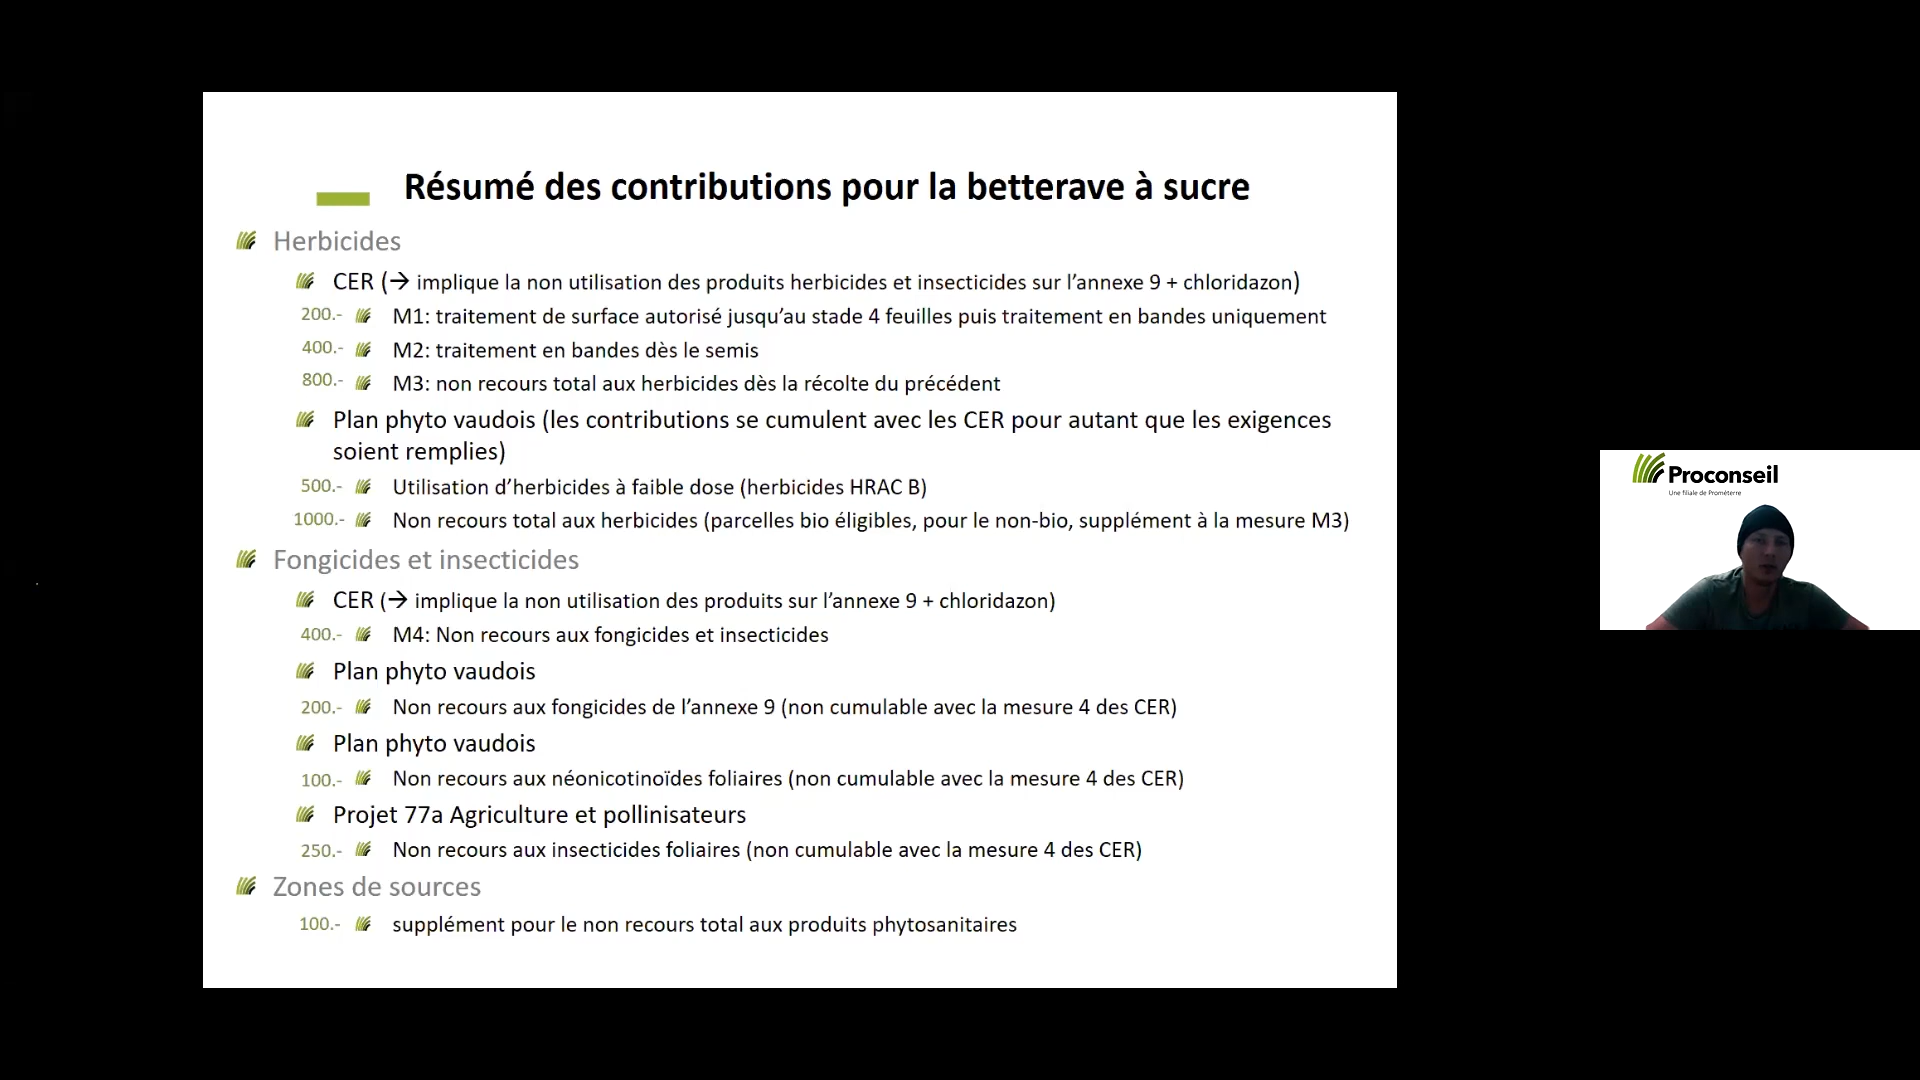 Résumé des contributions pour la betterave à sucre
Herbicides
CER (→ implique la non utilisation des produits herbicides et insecticides sur l’annexe 9 + chloridazon)
200.- M1: traitement de surface autorisé jusqu’au stade 4 feuilles puis traitement en bandes uniquement
400.- M2: traitement en bandes dès le semis
800.- M3: non recours total aux herbicides dès la récolte du précédent
Plan phyto vaudois (les contributions se cumulent avec les CER pour autant que les exigences
soient remplies)
500.- Utilisation d’herbicides à faible dose (herbicides HRAC B)
1000.- Non recours total aux herbicides (parcelles bio éligibles, pour le non-bio, supplément à la mesure M3)
Fongicides et insecticides
CER (→ implique la non utilisation des produits sur l’annexe 9 + chloridazon)
400.- M4: Non recours aux fongicides et insecticides
Plan phyto vaudois
200.- Non recours aux fongicides de l’annexe 9 (non cumulable avec la mesure 4 des CER)
Plan phyto vaudois
100.- Non recours aux néonicotinoïdes foliaires (non cumulable avec la mesure 4 des CER)
Projet 77a Agriculture et pollinisateurs
250.- Non recours aux insecticides foliaires (non cumulable avec la mesure 4 des CER)
Zones de sources
100.- supplément pour le non recours total aux produits phytosanitaires
Proconseil
Une filiale de Prométerre